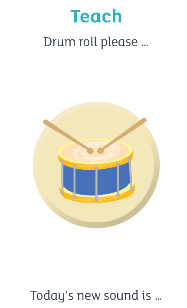 Teach
Drum roll please ...
Today's new sound is ...